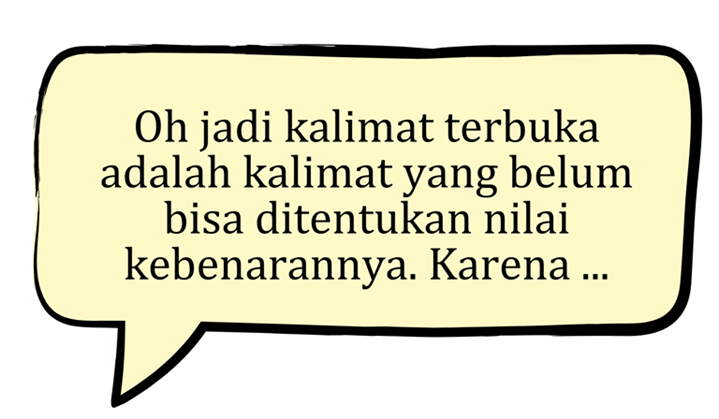 Oh jadi kalimat terbuka
adalah kalimat yang belum
bisa ditentukan nilai
kebenarannya. Karena ...